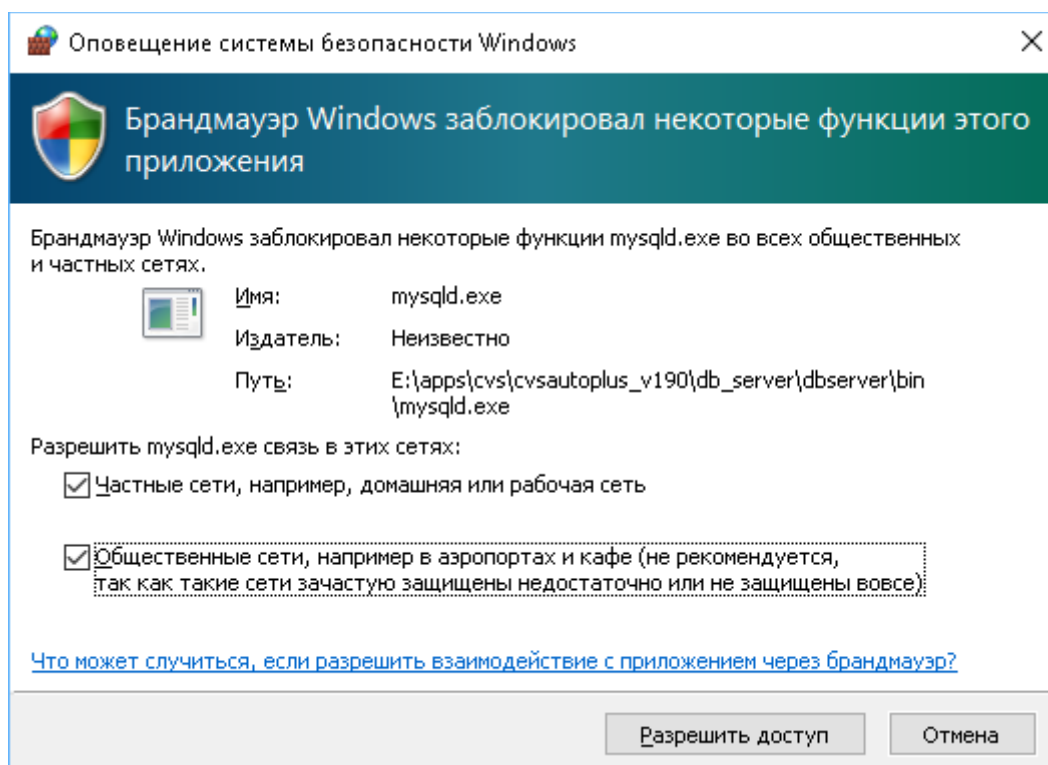 Оповещение системы безопасности Windows
Брандмауэр Windows заблокировал некоторые функции этого
приложения
Брандмауэр Windows заблокировал некоторые функции mysqld.exe во всех общественных
и частных сетях.
Имя: mysqld.exe
Издатель: Неизвестно
Путь: E:\apps\cvs\cvsautoplus_v190\db_server\dbserver\bin
\mysqld.exe
Разрешить mysqld.exe связь в этих сетях:
Частные сети, например, домашняя или рабочая сеть
Общественные сети, например в аэропортах и кафе (не рекомендуется,
так как такие сети зачастую защищены недостаточно или не защищены вовсе)
Что может случиться, если разрешить взаимодействие с приложением через брандмауэр?
Разрешить доступ Отмена